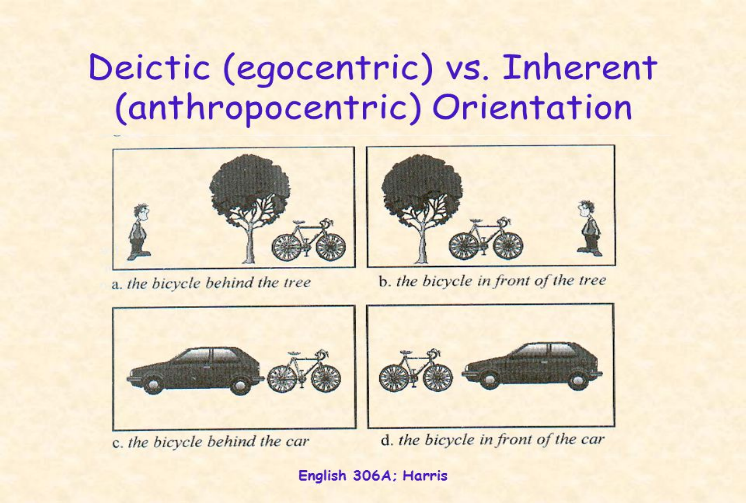 Deictic (egocentric) vs. Inherent
(anthropocentric) Orientation
a. the bicycle behind the tree
b. the bicycle in front of the tree
c. the bicycle behind the car
d. the bicycle in front of the car
English 306A; Harris